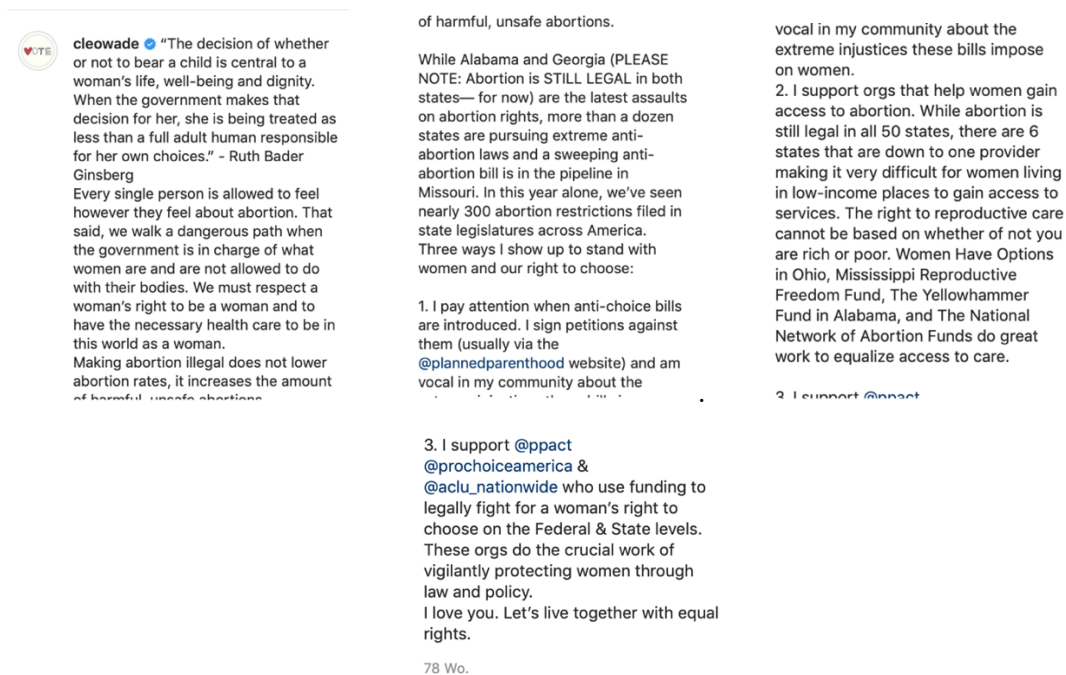 VOTE
cleowade “The decision of whether
or not to bear a child is central to a
woman’s life, well-being and dignity.
When the government makes that
decision for her, she is being treated as
less than a full adult human responsible
for her own choices.” - Ruth Bader
Ginsberg
Every single person is allowed to feel
however they feel about abortion. That
said, we walk a dangerous path when
the government is in charge of what
women are and are not allowed to do
with their bodies. We must respect a
woman’s right to be a woman and to
have the necessary health care to be in
this world as a woman.
Making abortion illegal does not lower
abortion rates, it increases the amount
of harmful, unsafe abortions.
of harmful, unsafe abortions.
While Alabama and Georgia (PLEASE
NOTE: Abortion is STILL LEGAL in both
states— for now) are the latest assaults
on abortion rights, more than a dozen
states are pursuing extreme anti-
abortion laws and a sweeping anti-
abortion bill is in the pipeline in
Missouri. In this year alone, we’ve seen
nearly 300 abortion restrictions filed in
state legislatures across America.
Three ways I show up to stand with
women and our right to choose:
1. I pay attention when anti-choice bills
are introduced. I sign petitions against
them (usually via the
@plannedparenthood website) and am
vocal in my community about the
vocal in my community about the
extreme injustices these bills impose
on women.
2. I support orgs that help women gain
access to abortion. While abortion is
still legal in all 50 states, there are 6
states that are down to one provider
making it very difficult for women living
in low-income places to gain access to
services. The right to reproductive care
cannot be based on whether of not you
are rich or poor. Women Have Options
in Ohio, Mississippi Reproductive
Freedom Fund, The Yellowhammer
Fund in Alabama, and The National
Network of Abortion Funds do great
work to equalize access to care.
3. I support @ppact
3. I support @ppact
@prochoiceamerica &
@aclu_nationwide who use funding to
legally fight for a woman’s right to
choose on the Federal & State levels.
These orgs do the crucial work of
vigilantly protecting women through
law and policy.
I love you. Let’s live together with equal
rights.
78 Wo.